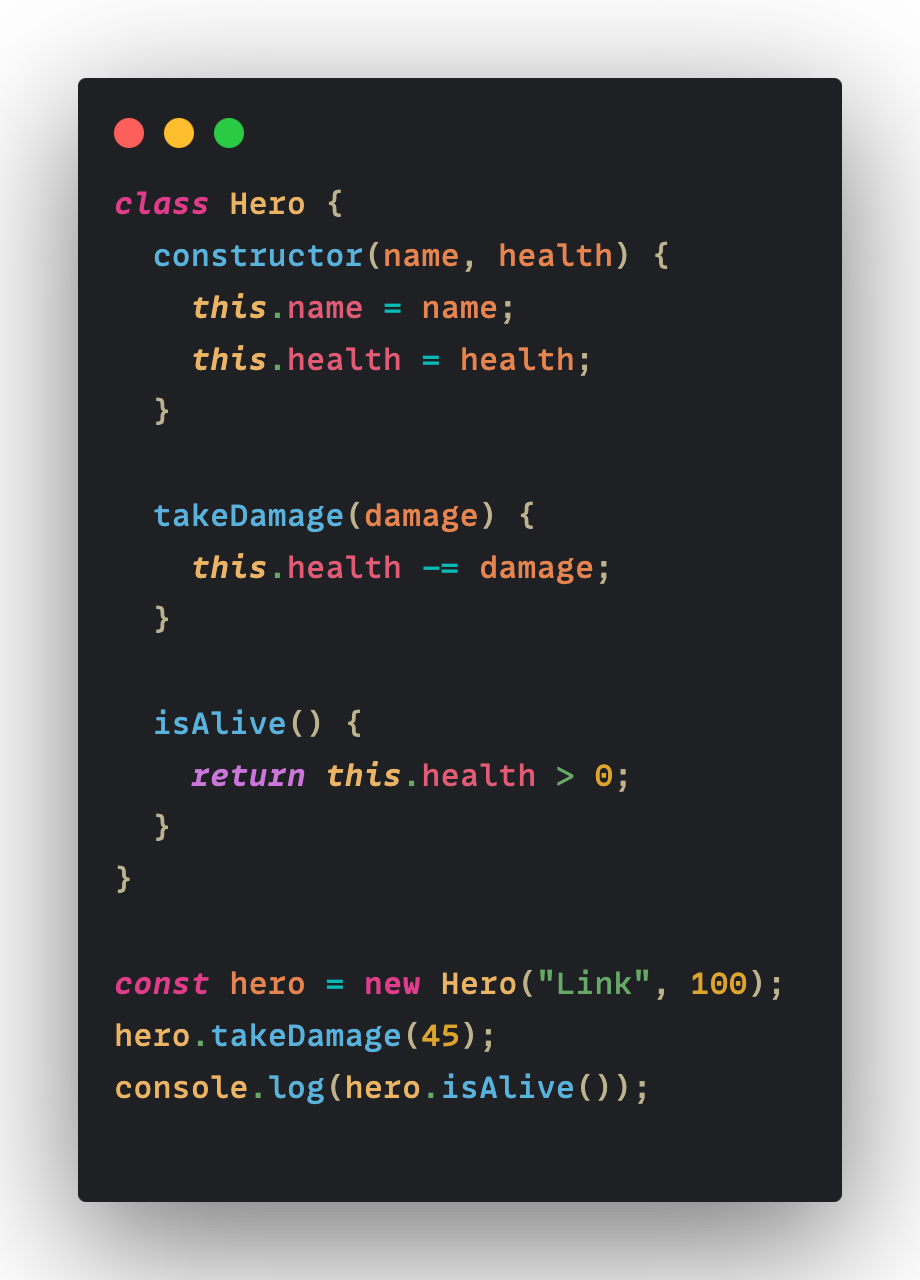 class Hero {
  constructor(name, health) {
    this.name = name;
    this.health = health;
  }

  takeDamage(damage) {
    this.health -= damage;
  }

  isAlive() {
    return this.health > 0;
  }
}

const hero = new Hero("Link", 100);
hero.takeDamage(45);
console.log(hero.isAlive());